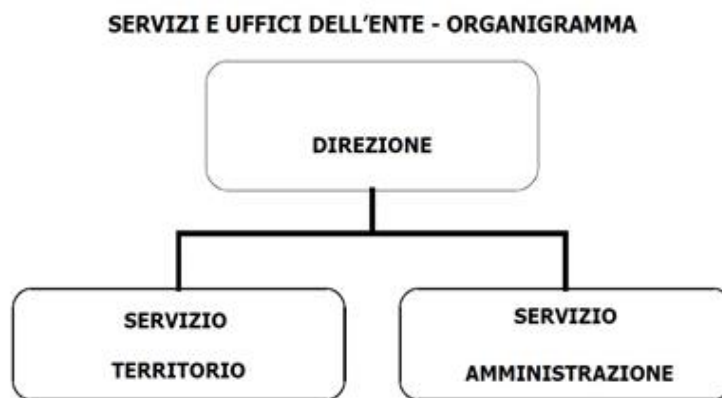 SERVIZI E UFFICI DELL'ENTE - ORGANIGRAMMA
DIREZIONE
SERVIZIO
TERRITORIO
SERVIZIO
AMMINISTRAZIONE